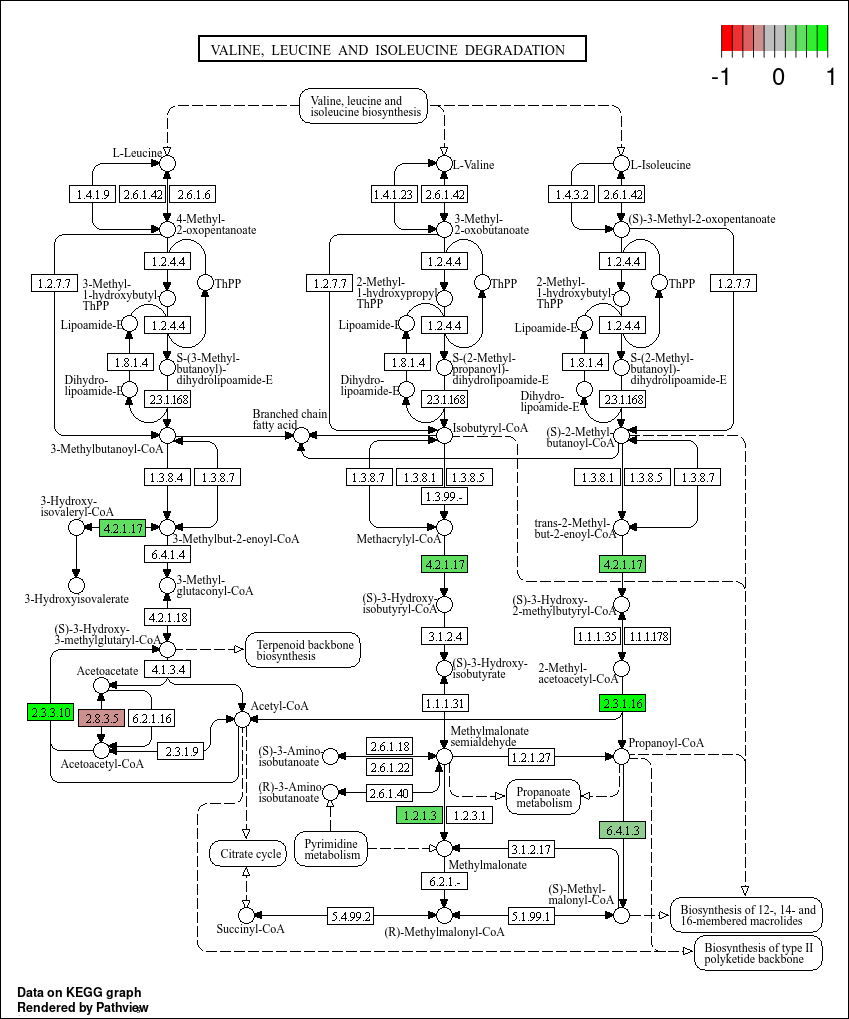 VALINE, LEUCINE AND ISOLEUCINE DEGRADATION
-1 0 1
Valine, leucine and
isoleucine biosynthesis
L-Leucine
L-Valine
L-Isoleucine
1.4.1.9 2.6.1.42 2.6.1.6
1.4.1.23 2.6.1.42
1.4.3.2 2.6.1.42
4-Methyl-
2-oxopentanoate
3-Methyl-
2-oxobutanoate
(S)-3-Methyl-2-oxopentanoate
1.2.4.4
1.2.4.4
1.2.4.4
1.2.7.7
1.2.7.7
1.2.7.7
3-Methyl-
1-hydroxybutyl-
ThPP
ThPP
2-Methyl-
1-hydroxypropyl-
ThPP
ThPP
2-Methyl-
1-hydroxybutyl-
ThPP
ThPP
Lipoamide-E
1.2.4.4
Lipoamide-E
1.2.4.4
Lipoamide-E
1.2.4.4
1.8.1.4
1.8.1.4
1.8.1.4
S-(3-Methyl-
butanoyl)-
dihydrolipoamide-E
S-(2-Methyl-
propanoyl)-
dihydrolipoamide-E
S-(2-Methyl-
butanoyl)-
dihydrolipoamide-E
Dihydro-
lipoamide-E
Dihydro-
lipoamide-E
Dihydro-
lipoamide-E
2.3.1.168
2.3.1.168
2.3.1.168
Branched chain
fatty acid
3-Methylbutanoyl-CoA
Isobutyryl-CoA
(S)-2-Methyl-
butanoyl-CoA
1.3.8.4 1.3.8.7
1.3.8.7 1.3.8.1 1.3.8.5
1.3.99.-
1.3.8.1 1.3.8.5 1.3.8.7
3-Hydroxy-
isovaleryl-CoA
4.2.1.17
3-Methylbut-2-enoyl-CoA
Methacrylyl-CoA
trans-2-Methyl-
but-2-enoyl-CoA
6.4.1.4
4.2.1.17
4.2.1.17
3-Hydroxyisovalerate
3-Methyl-
glutaconyl-CoA
(S)-3-Hydroxy-
isobutyryl-CoA
(S)-3-Hydroxy-
2-methylbutyryl-CoA
4.2.1.18
3.1.2.4
1.1.1.35 1.1.1.178
(S)-3-Hydroxy-
3-methylglutaryl-CoA
Terpenoid backbone
biosynthesis
(S)-3-Hydroxy-
isobutyrate
2-Methyl-
acetoacetyl-CoA
Acetoacetate
4.1.3.4
2.3.3.10
2.8.3.5
6.2.1.16
Acetyl-CoA
1.1.1.31
2.3.1.16
Acetoacetyl-CoA
2.3.1.9
Methylmalonate
semialdehyde
Propanoyl-CoA
(S)-3-Amino-
isobutanoate
2.6.1.18
2.6.1.22
1.2.1.27
(R)-3-Amino-
isobutanoate
2.6.1.40
Propanoate
metabolism
1.2.1.3 1.2.3.1
6.4.1.3
Citrate cycle
Pyrimidine
metabolism
3.1.2.17
Methylmalonate
6.2.1.-
(S)-Methyl-
malonyl-CoA
Succinyl-CoA
5.4.99.2
(R)-Methylmalonyl-CoA
5.1.99.1
Biosynthesis of 12-, 14- and
16-membered macrolides
Biosynthesis of type II
polyketide backbone
Data on KEGG graph
Rendered by Pathview